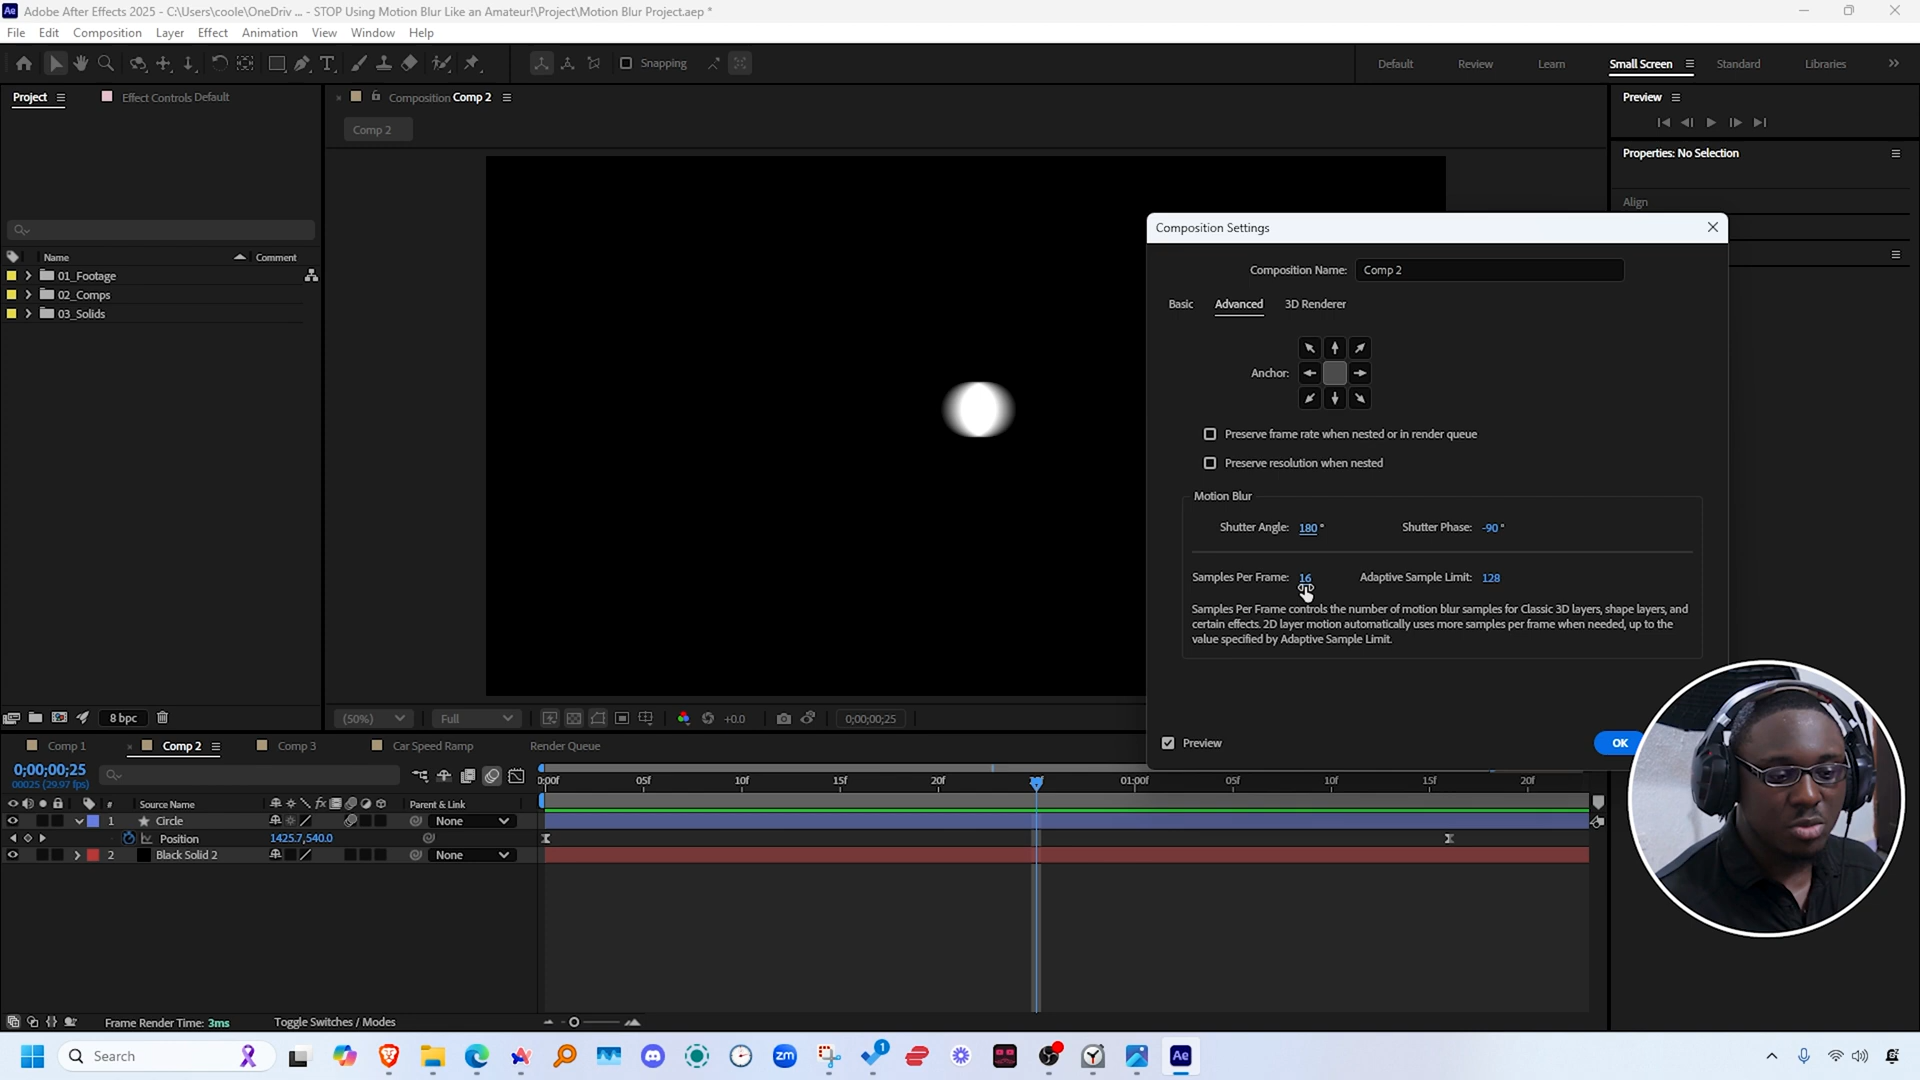 Adobe After Effects 2025 - C:\Users\coole\OneDriv ... - STOP Using Motion Blur Like an Amateur!\Project\Motion Blur Project.aep *
File Edit Composition Layer Effect Animation View Window Help
Snapping
Default Review Learn Small Screen Standard Libraries
Project
Effect Controls Default
Composition Comp 2
Preview
Comp 2
Properties: No Selection
Align
Name Comment
01_Footage
02_Comps
03_Solids
Composition Settings
Composition Name: Comp 2
Basic Advanced 3D Renderer
Anchor:
Preserve frame rate when nested or in render queue
Preserve resolution when nested
Motion Blur
Shutter Angle: 180 ° Shutter Phase: -90 °
Samples Per Frame: 16 Adaptive Sample Limit: 128
Samples Per Frame controls the number of motion blur samples for Classic 3D layers, shape layers, and
certain effects. 2D layer motion automatically uses more samples per frame when needed, up to the
value specified by Adaptive Sample Limit.
Preview
OK
8 bpc
(50%) Full +0.0 0;00;00;25
Comp 1 Comp 2 Comp 3 Car Speed Ramp Render Queue
0;00;00;25
00025 (29.97 fps)
0:00f 05f 10f 15f 20f 01:00f 05f 10f 15f 20f
# Source Name fx Parent & Link
1 Circle None
Position 1425.7,540.0
2 Black Solid 2 None
Frame Render Time: 3ms Toggle Switches / Modes
Search
zm
1
Ae